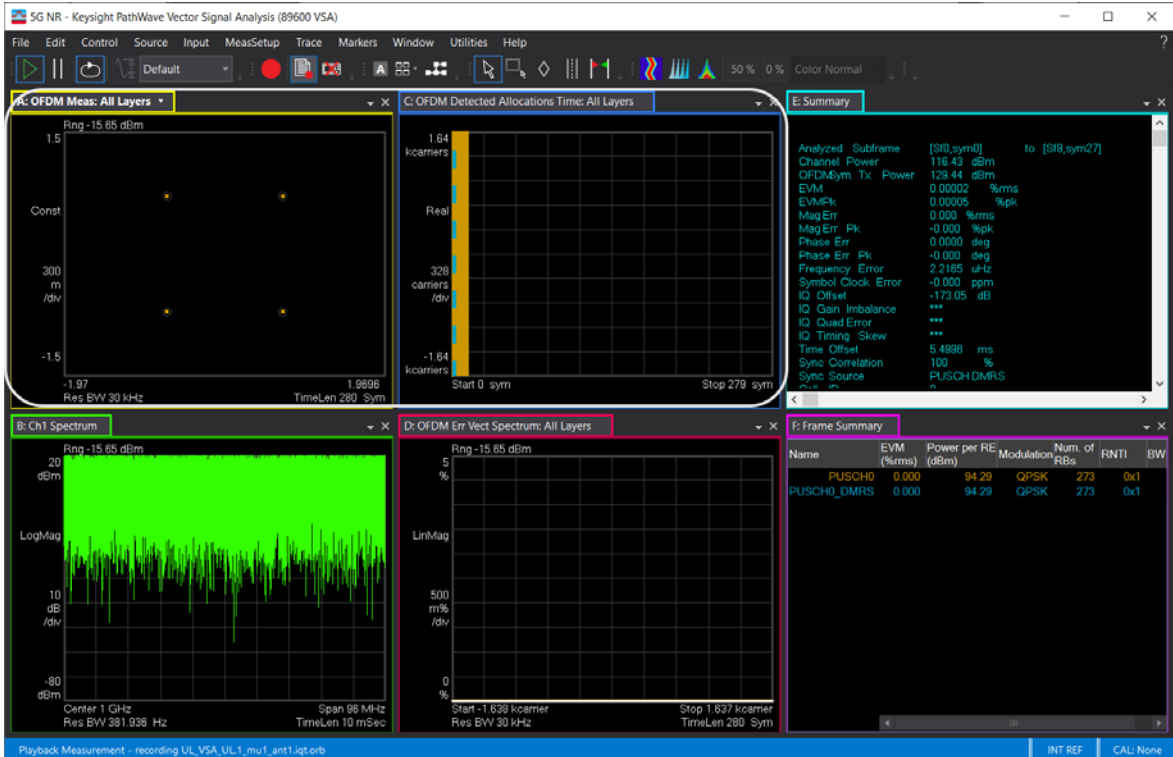 5G NR - Keysight PathWave Vector Signal Analysis (89600 VSA)
File Edit Control Source Input MeasSetup Trace Markers Window Utilities Help ?
Default A 50 % 0 % Color Normal
A: OFDM Meas: All Layers
Rng -15.65 dBm
1.5
Const
300
m
/div
-1.5
-1.97 1.9696
Res BW 30 kHz TimeLen 280 Sym
C: OFDM Detected Allocations Time: All Layers
1.64
kcarriers
Real
328
carriers
/div
-1.64
kcarriers
Start 0 sym Stop 279 sym
E: Summary
Analyzed Subframe [Sf0,sym0] to [Sf9,sym27]
Channel Power 116.43 dBm
OFDMSym Tx Power 129.44 dBm
EVM 0.00002 %rms
EVMPk 0.00005 %pk
Mag Err 0.000 %rms
Mag Err Pk -0.000 %pk
Phase Err 0.0000 deg
Phase Err Pk -0.000 deg
Frequency Error 2.2165 uHz
Symbol Clock Error -0.000 ppm
IQ Offset -173.05 dB
IQ Gain Imbalance ***
IQ Quad Error ***
IQ Timing Skew ***
Time Offset 5.4896 ms
Sync Correlation 100 %
Sync Source PUSCH DMRS
B: Ch1 Spectrum
Rng -15.65 dBm
20
dBm
LogMag
10
dB
/div
-80
dBm
Center 1 GHz Span 96 MHz
Res BW 381.936 Hz TimeLen 10 mSec
D: OFDM Err Vect Spectrum: All Layers
Rng -15.65 dBm
5
%
LinMag
500
m%
/div
0
%
Start -1.638 kcarrier Stop 1.637 kcarrier
Res BW 30 kHz TimeLen 280 Sym
F: Frame Summary
Name EVM (%rms) Power per RE (dBm) Modulation Num. of RBs RNTI BW
PUSCH0 0.000 94.29 QPSK 273 0x1
PUSCH0_DMRS 0.000 94.29 QPSK 273 0x1
Playback Measurement - recording UL_VSA_UL.1_mu1_ant1.iqt.orb INT REF CAL: None